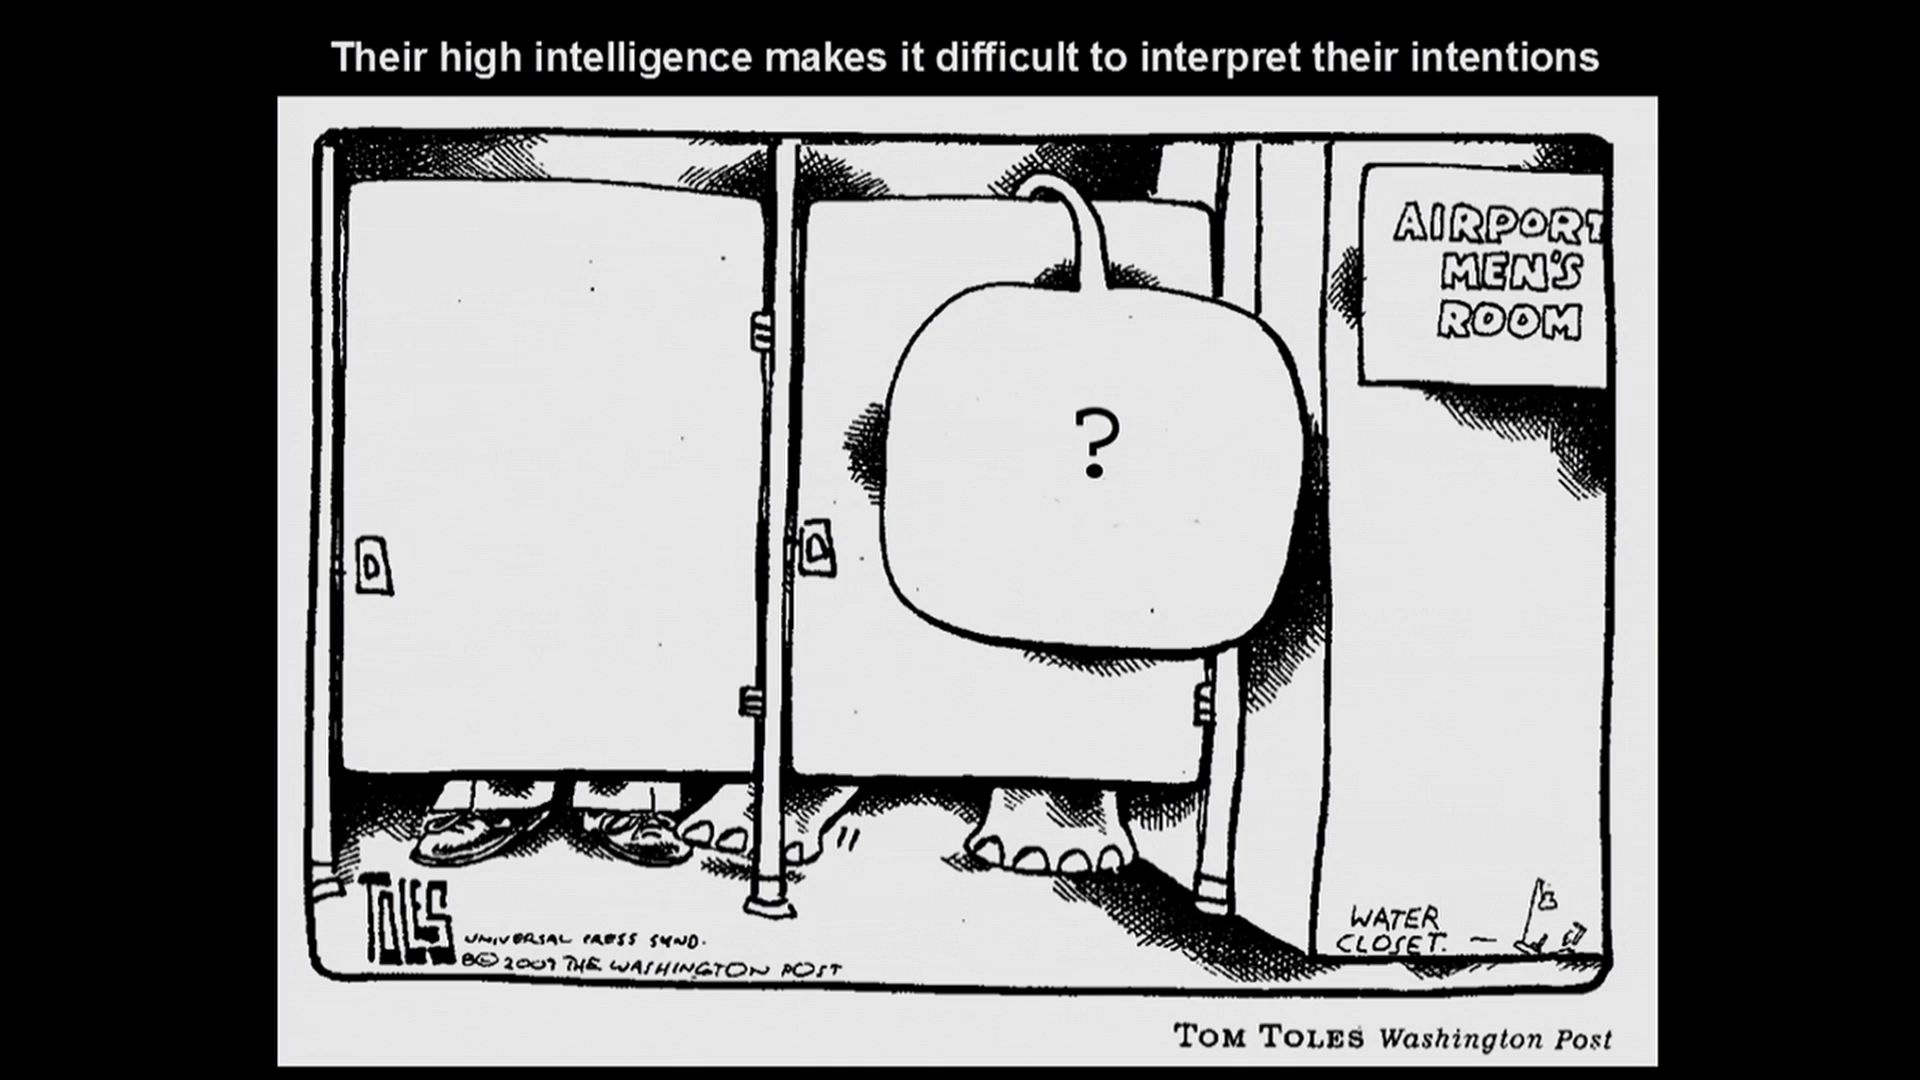 Their high intelligence makes it difficult to interpret their intentions
AIRPORT
MEN'S
ROOM
?
WATER
CLOSET. —
TOLES
UNIVERSAL PRESS SYND.
©2007 THE WASHINGTON POST
TOM TOLES Washington Post